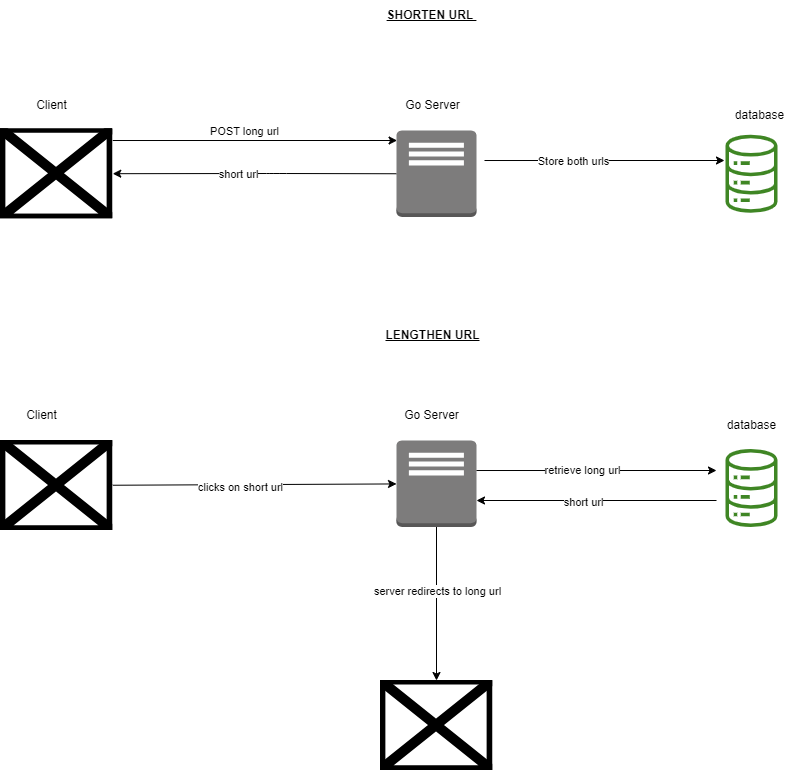 SHORTEN URL
Client
Go Server
database
POST long url
short url
Store both urls
LENGTHEN URL
Client
Go Server
database
clicks on short url
retrieve long url
short url
server redirects to long url